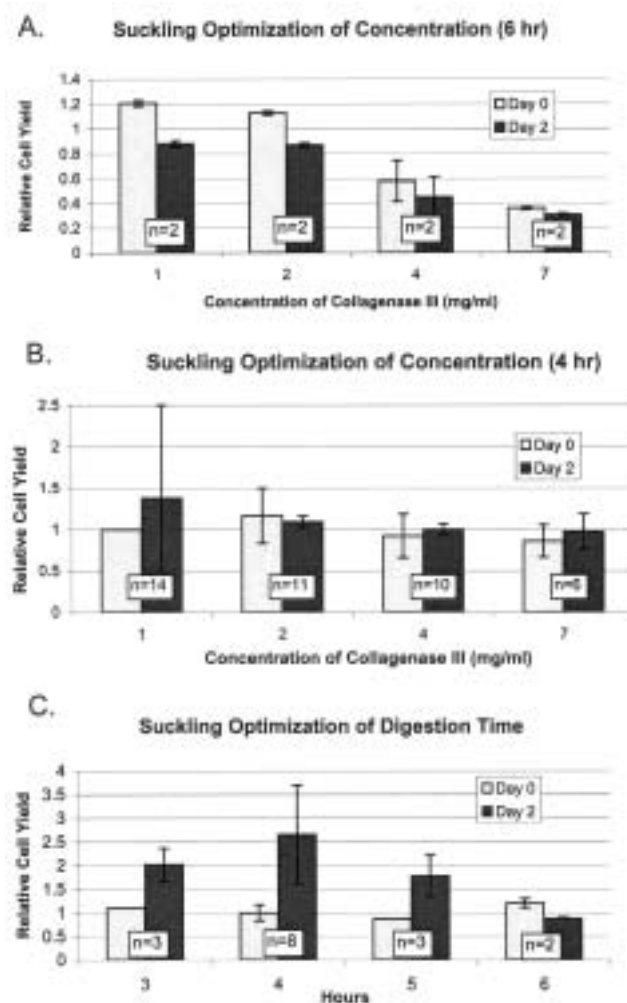 A.
Suckling Optimization of Concentration (6 hr)
Relative Cell Yield
1.4
1.2
1
0.8
0.6
0.4
0.2
0
Day 0
Day 2
n=2
n=2
n=2
n=2
1 2 4 7
Concentration of Collagenase III (mg/ml)
B.
Suckling Optimization of Concentration (4 hr)
Relative Cell Yield
2.5
2
1.5
1
0.5
0
Day 0
Day 2
n=14
n=11
n=10
n=6
1 2 4 7
Concentration of Collagenase III (mg/ml)
C.
Suckling Optimization of Digestion Time
Relative Cell Yield
4
3.5
3
2.5
2
1.5
1
0.5
0
Day 0
Day 2
n=3
n=8
n=3
n=2
3 4 5 6
Hours